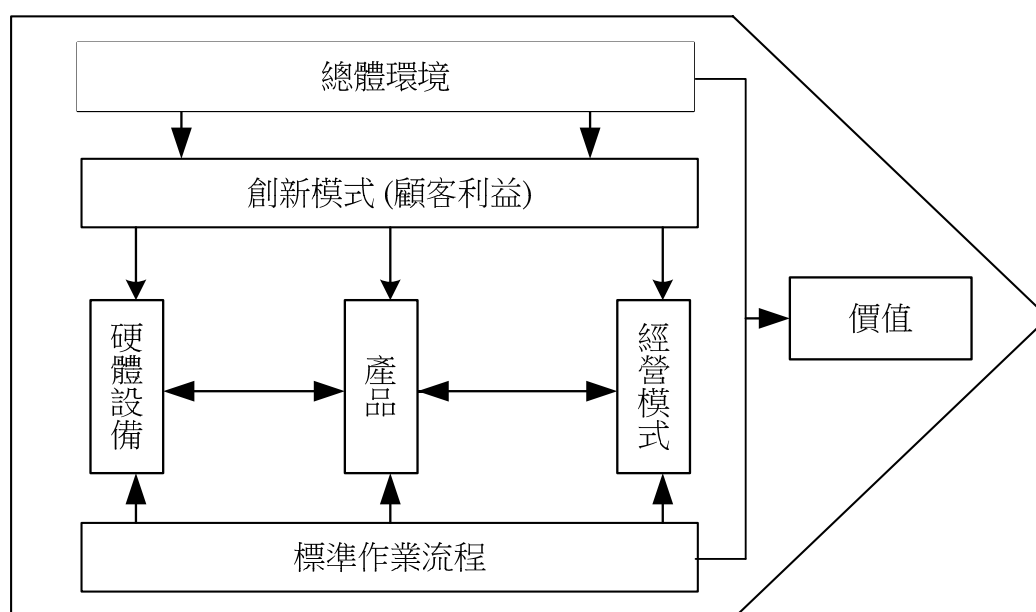 總體環境
創新模式 (顧客利益)
硬體設備
產品
經營模式
價值
標準作業流程